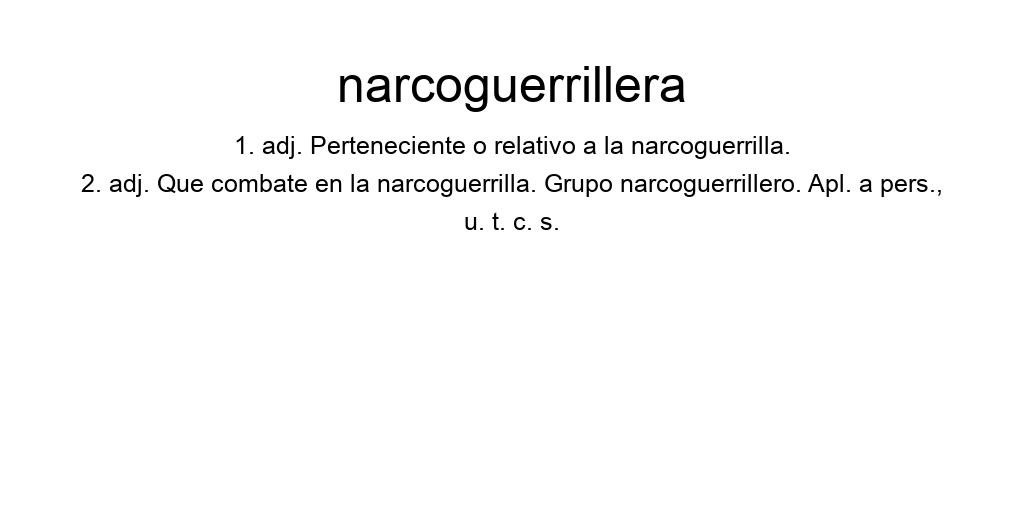 narcoguerrillera
1. adj. Perteneciente o relativo a la narcoguerrilla.
2. adj. Que combate en la narcoguerrilla. Grupo narcoguerrillero. Apl. a pers.,
u. t. c. s.